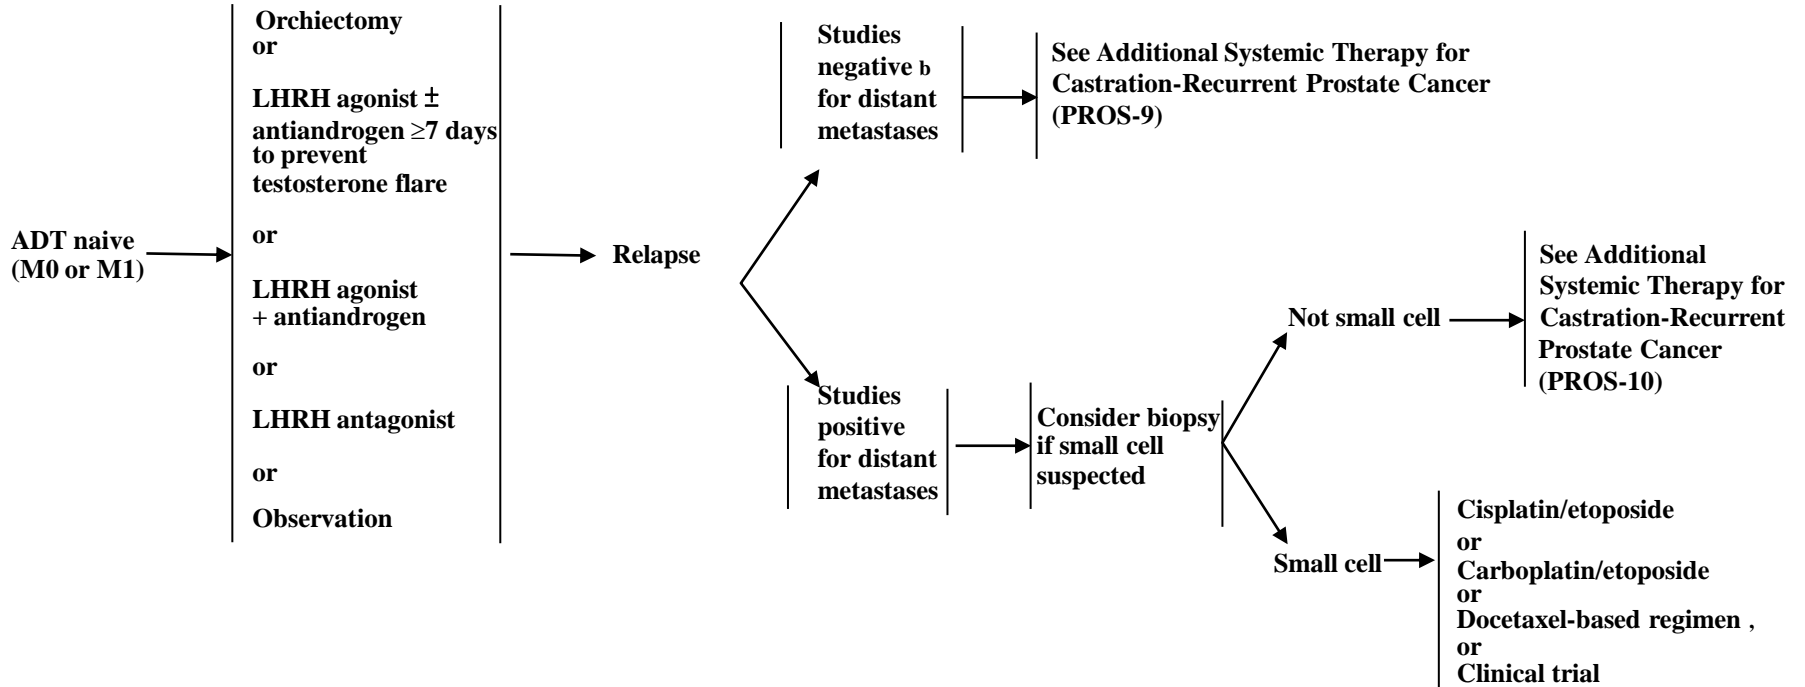 ADT naive
(M0 or M1)
Orchiectomy
or
LHRH agonist ±
antiandrogen ≥7 days
to prevent
testosterone flare
or
LHRH agonist
+ antiandrogen
or
LHRH antagonist
or
Observation
Relapse
Studies
negative b
for distant
metastases
See Additional Systemic Therapy for
Castration-Recurrent Prostate Cancer
(PROS-9)
Studies
positive
for distant
metastases
Consider biopsy
if small cell
suspected
Not small cell
See Additional
Systemic Therapy for
Castration-Recurrent
Prostate Cancer
(PROS-10)
Small cell
Cisplatin/etoposide
or
Carboplatin/etoposide
or
Docetaxel-based regimen ,
or
Clinical trial